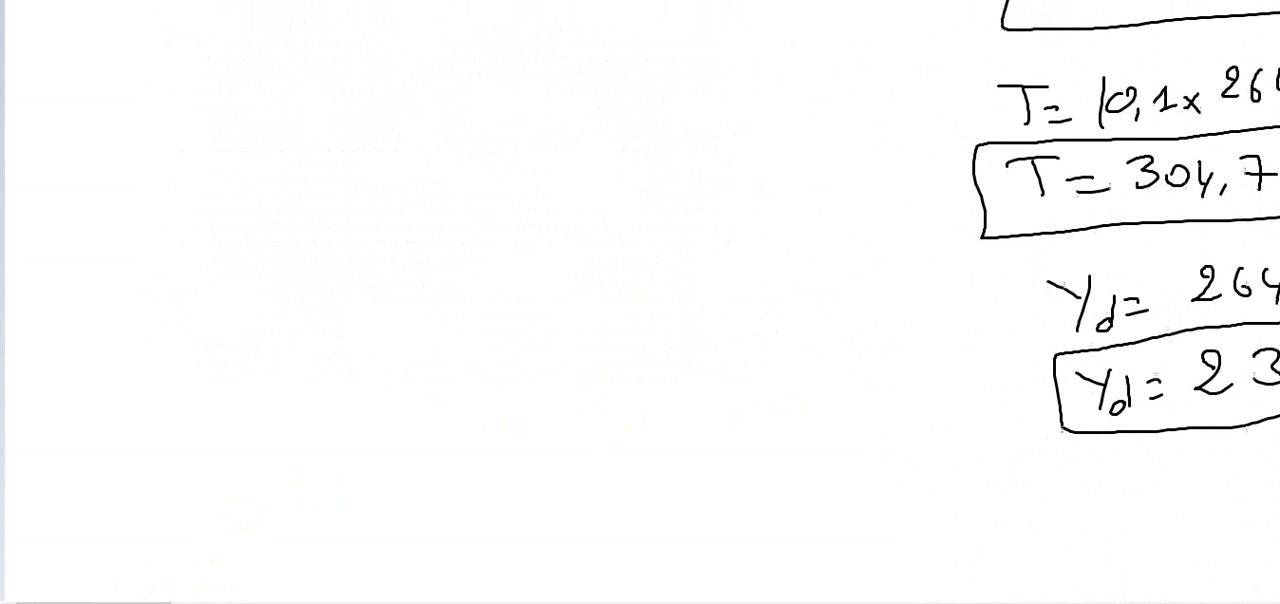 T= 10,1x 26
T= 304,7
Yd= 264
Yd= 23